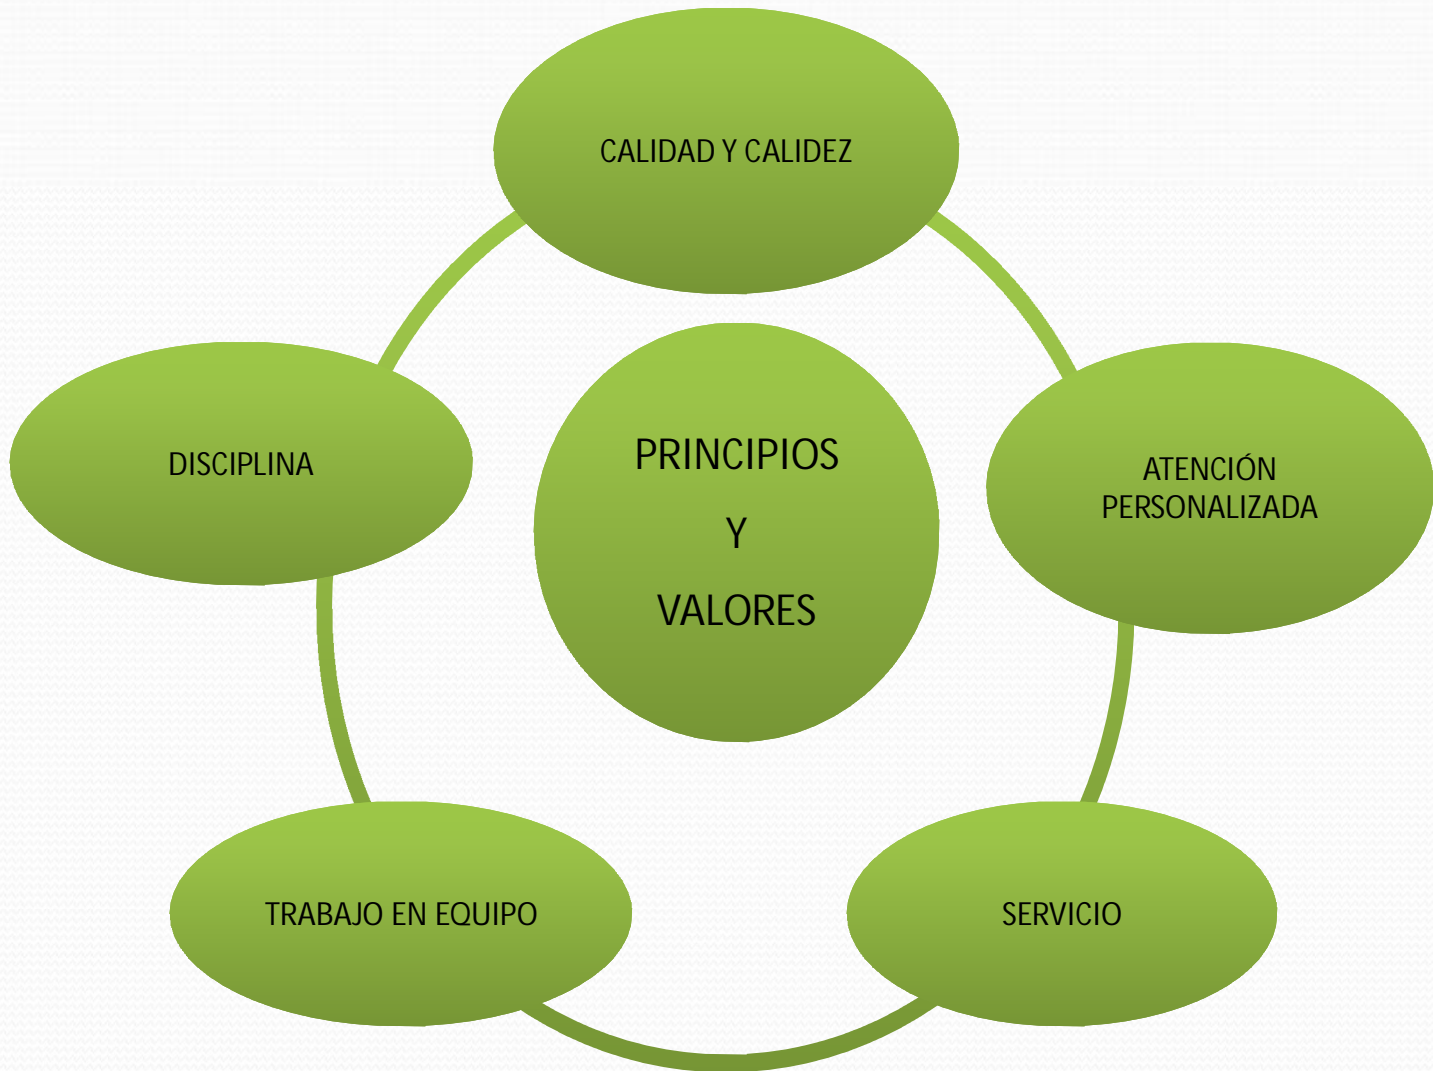 CALIDAD Y CALIDEZ
PRINCIPIOS
Y
VALORES
DISCIPLINA
ATENCIÓN
PERSONALIZADA
TRABAJO EN EQUIPO
SERVICIO